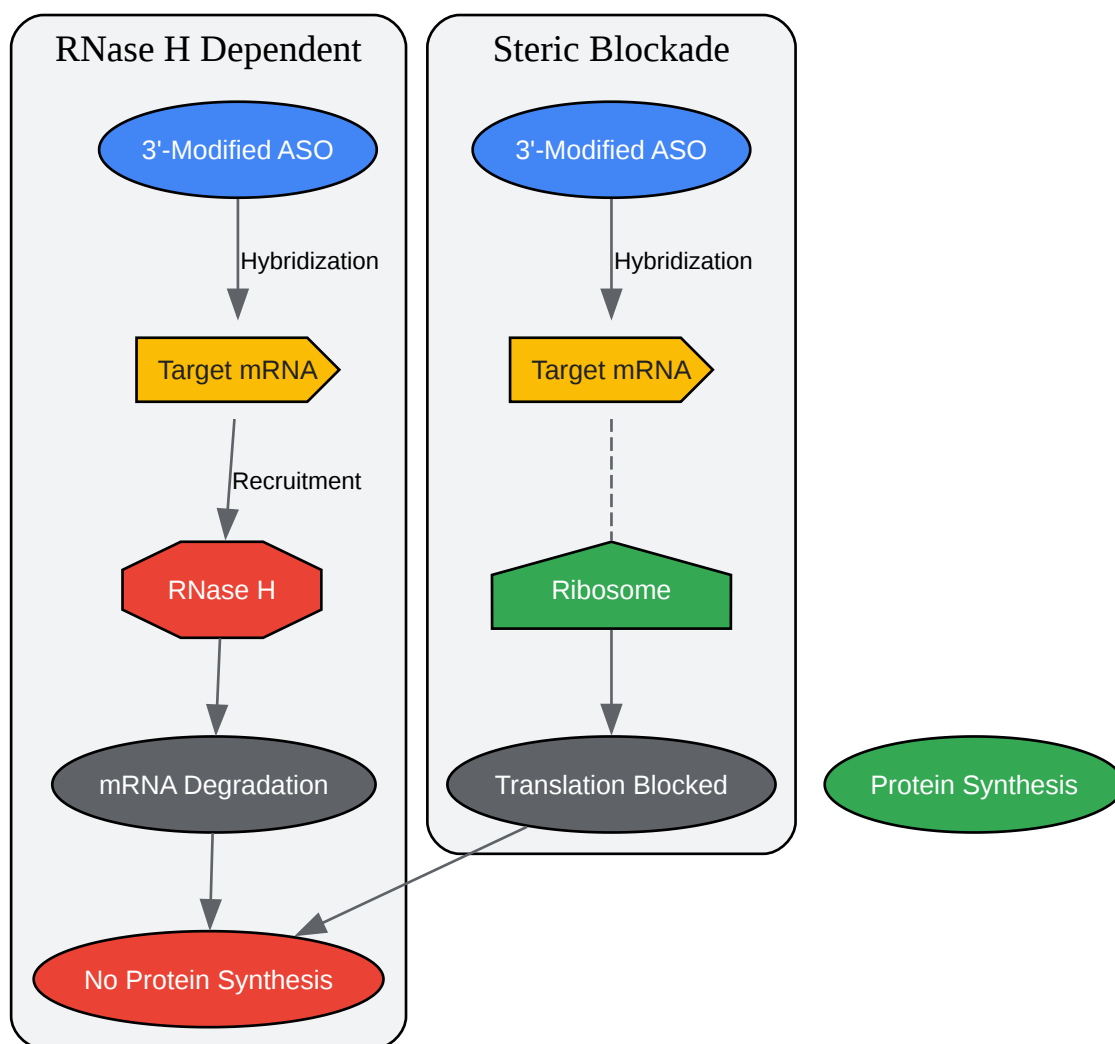 RNase H Dependent
3'-Modified ASO
Hybridization
Target mRNA
Recruitment
RNase H
mRNA Degradation
No Protein Synthesis
Steric Blockade
3'-Modified ASO
Hybridization
Target mRNA
Ribosome
Translation Blocked
Protein Synthesis